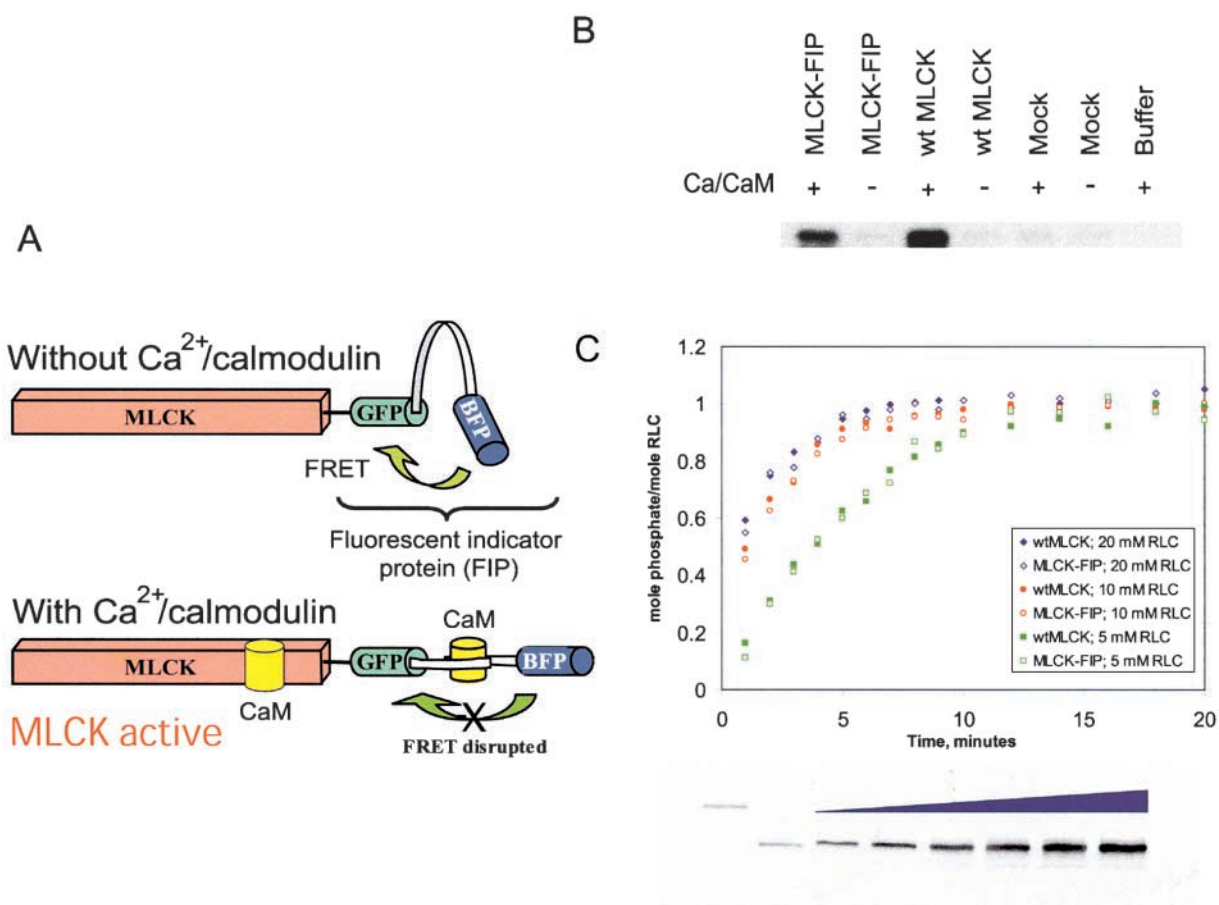 A
Without Ca2+/calmodulin
MLCK
GFP
BFP
FRET
Fluorescent indicator
protein (FIP)
With Ca2+/calmodulin
CaM
MLCK
GFP
BFP
CaM
MLCK active
X
FRET disrupted
B
MLCK-FIP
MLCK-FIP
wt MLCK
wt MLCK
Mock
Mock
Buffer
Ca/CaM + - + - + - +
C
mole phosphate/mole RLC
1.2
1
0.8
0.6
0.4
0.2
0
wtMLCK; 20 mM RLC
MLCK-FIP; 20 mM RLC
wtMLCK; 10 mM RLC
MLCK-FIP; 10 mM RLC
wtMLCK; 5 mM RLC
MLCK-FIP; 5 mM RLC
0 5 10 15 20
Time, minutes